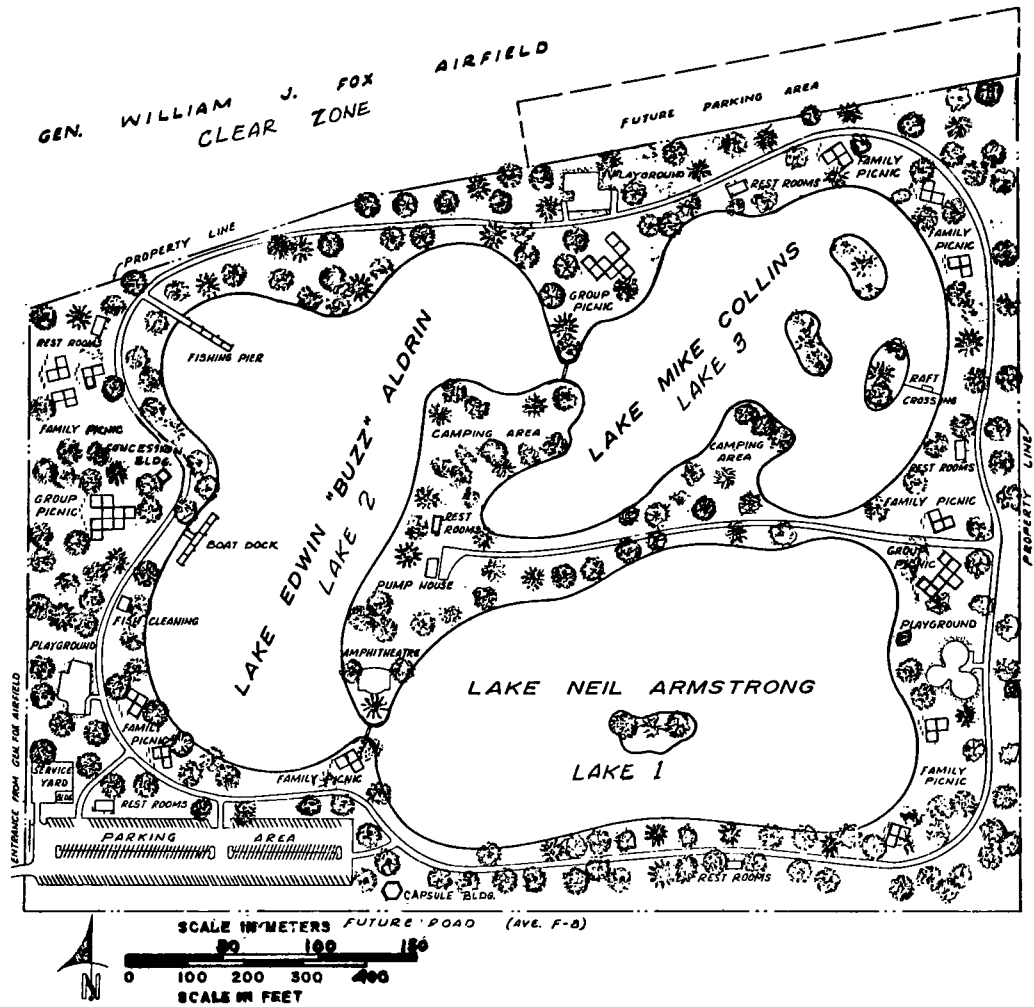 GEN. WILLIAM J. FOX AIRFIELD
CLEAR ZONE
FUTURE PARKING AREA
PLAYGROUND
REST ROOMS
FAMILY PICNIC
FAMILY PICNIC
PROPERTY LINE
GROUP PICNIC
REST ROOMS
FISHING PIER
LAKE EDWIN "BUZZ" ALDRIN
LAKE 2
LAKE MIKE COLLINS
LAKE 3
RAFT CROSSING
FAMILY PICNIC
CONCESSION BLDG.
CAMPING AREA
CAMPING AREA
REST ROOMS
PROPERTY LINE
GROUP PICNIC
FAMILY PICNIC
REST ROOMS
BOAT DOCK
GROUP PICNIC
PUMP HOUSE
FISH CLEANING
PLAYGROUND
PLAYGROUND
AMPHITHEATRE
LAKE NEIL ARMSTRONG
LAKE 1
FAMILY PICNIC
FAMILY PICNIC
FAMILY PICNIC
SERVICE YARD
BLDG
REST ROOMS
ENTRANCE FROM GEN. FOX AIRFIELD
PARKING AREA
REST ROOMS
CAPSULE BLDG.
FUTURE ROAD (AVE. F-8)
SCALE IN METERS
50 100 150
0 100 200 300 400
SCALE IN FEET
N